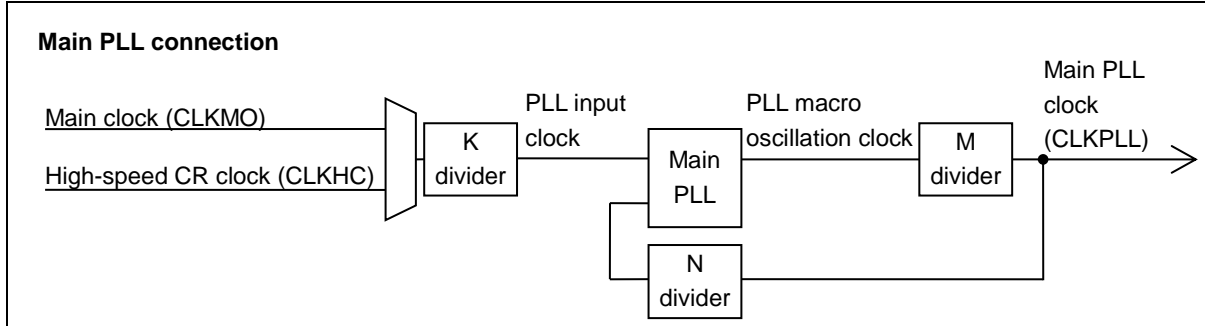 Main PLL connection
Main clock (CLKMO)
High-speed CR clock (CLKHC)
K
divider
PLL input
clock
Main
PLL
PLL macro
oscillation clock
M
divider
Main PLL
clock
(CLKPLL)
N
divider